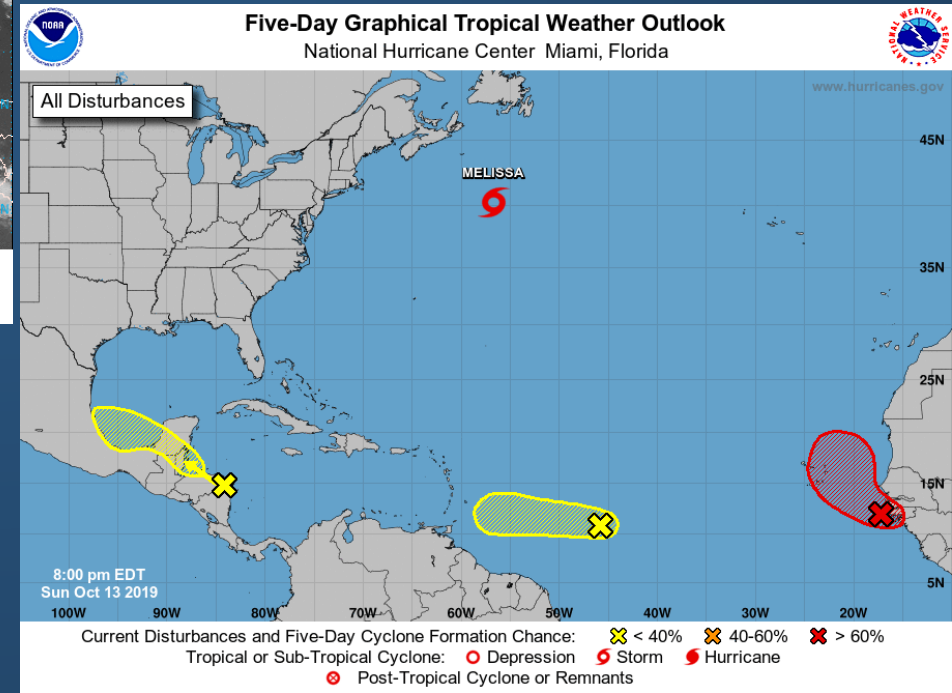 Five-Day Graphical Tropical Weather Outlook
National Hurricane Center Miami, Florida
NOAA
All Disturbances
www.hurricanes.gov
45N
MELISSA
35N
25N
15N
5N
8:00 pm EDT
Sun Oct 13 2019
100W 90W 80W 70W 60W 50W 40W 30W 20W
Current Disturbances and Five-Day Cyclone Formation Chance: < 40% 40-60% > 60%
Tropical or Sub-Tropical Cyclone: Depression Storm Hurricane
Post-Tropical Cyclone or Remnants